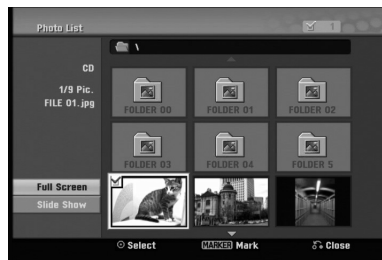 Photo List
1
\
CD
1/9 Pic.
FILE 01.jpg
FOLDER 00
FOLDER 01
FOLDER 02
FOLDER 03
FOLDER 04
FOLDER 5
Full Screen
Slide Show
Select
MARKER Mark
Close